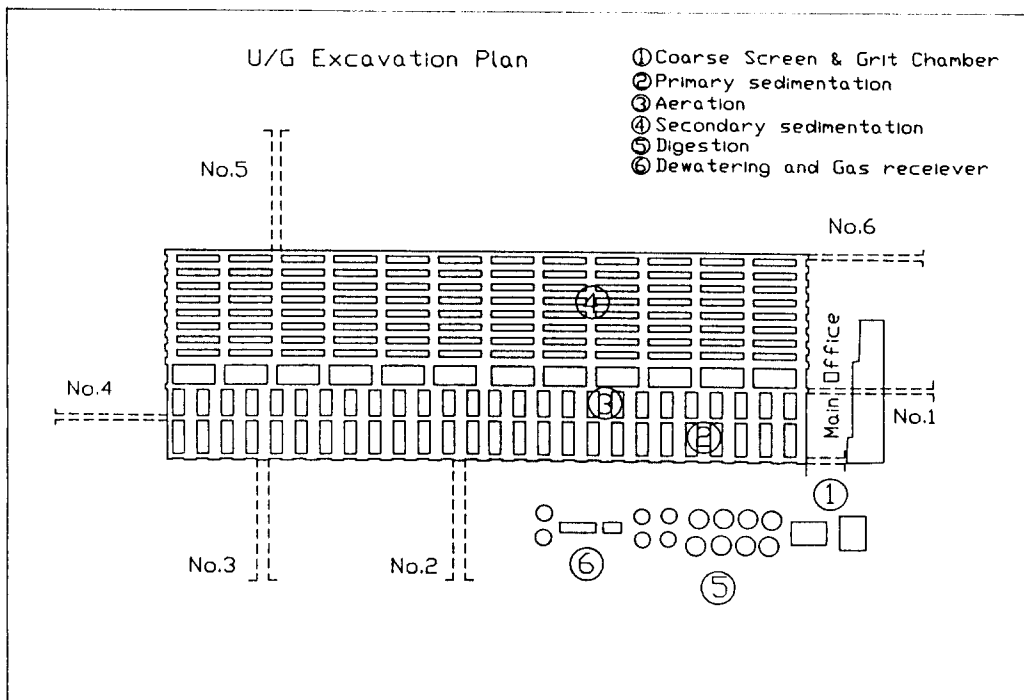 U/G Excavation Plan
①Coarse Screen & Grit Chamber
②Primary sedimentation
③Aeration
④Secondary sedimentation
⑤Digestion
⑥Dewatering and Gas recelever
No.5
No.6
④
Main Office
No.4
③
No.1
②
①
No.3
No.2
⑥
⑤